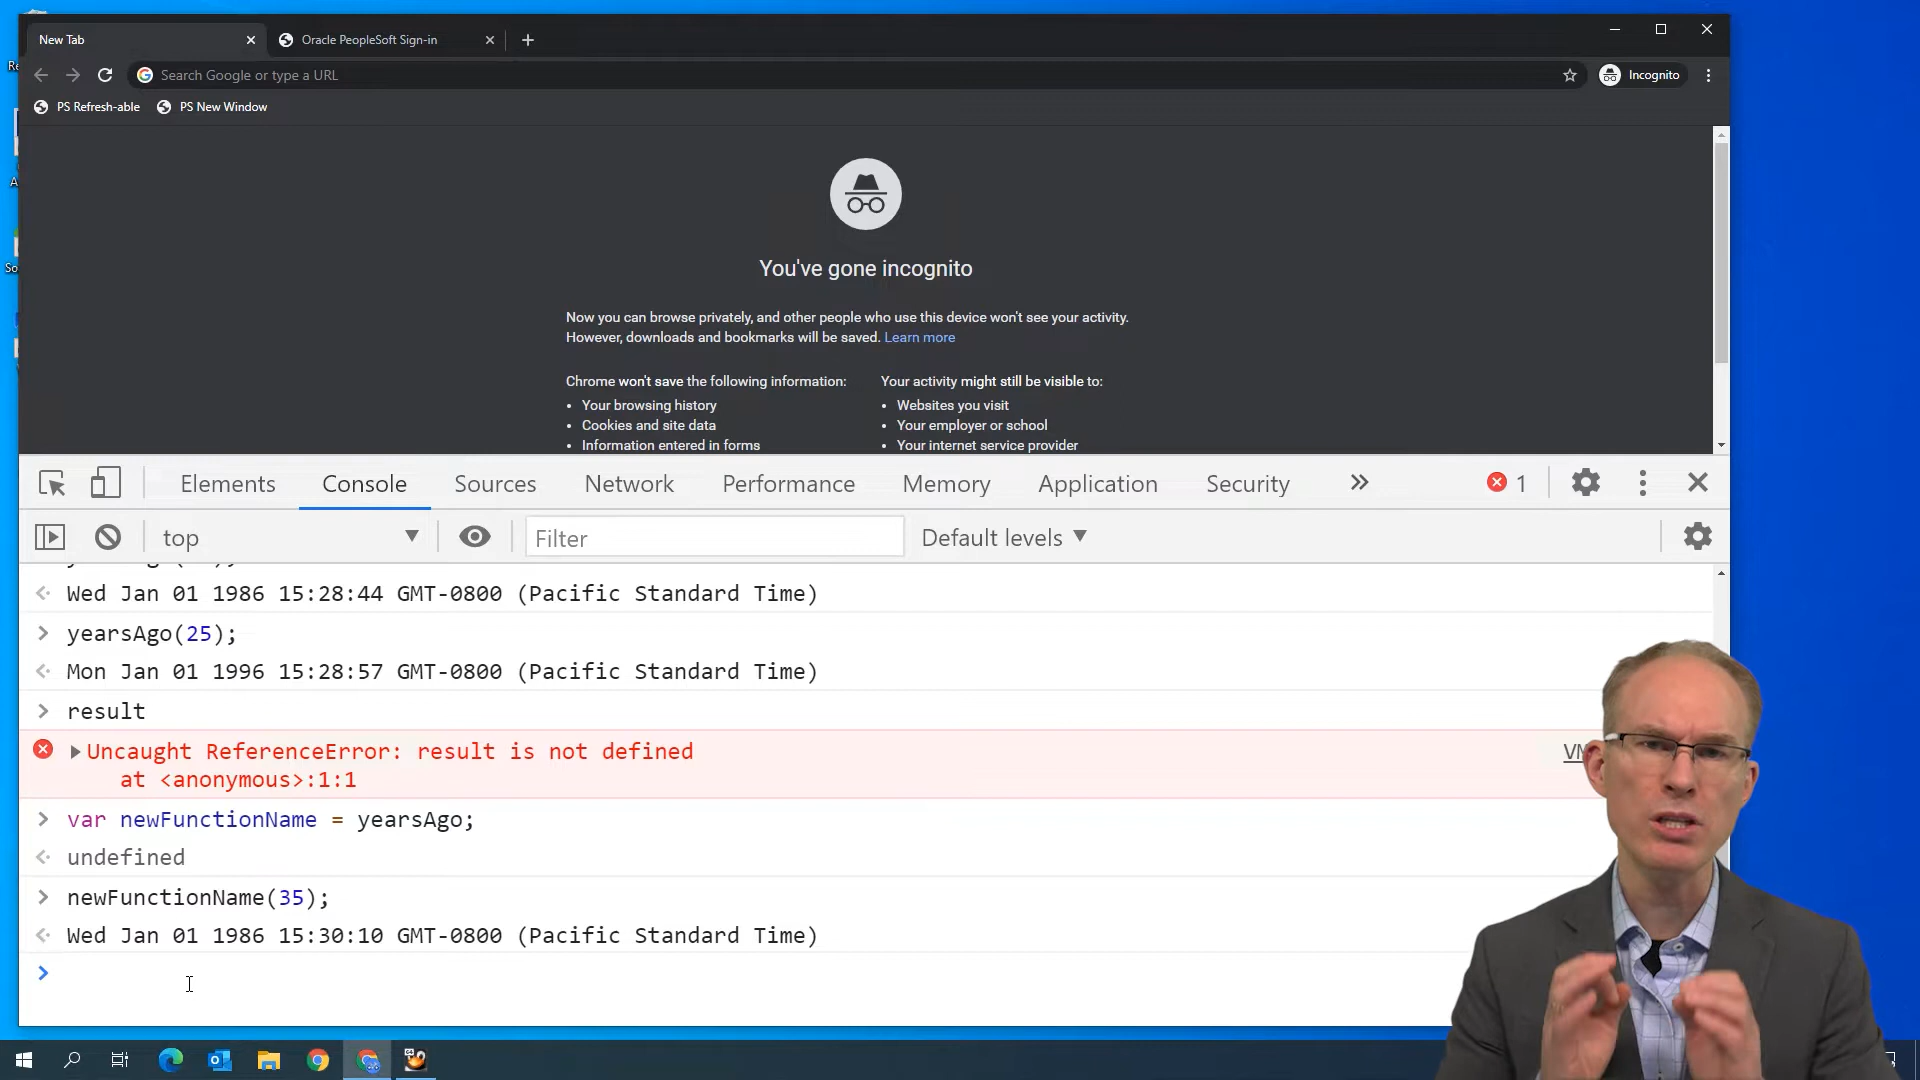 New Tab
Oracle PeopleSoft Sign-in
Search Google or type a URL
Incognito
PS Refresh-able
PS New Window
You've gone incognito
Now you can browse privately, and other people who use this device won't see your activity.
However, downloads and bookmarks will be saved. Learn more
Chrome won't save the following information:
Your browsing history
Cookies and site data
Information entered in forms
Your activity might still be visible to:
Websites you visit
Your employer or school
Your internet service provider
Elements Console Sources Network Performance Memory Application Security 1
top Filter Default levels
Wed Jan 01 1986 15:28:44 GMT-0800 (Pacific Standard Time)
yearsAgo(25);
Mon Jan 01 1996 15:28:57 GMT-0800 (Pacific Standard Time)
result
Uncaught ReferenceError: result is not defined
at <anonymous>:1:1
var newFunctionName = yearsAgo;
undefined
newFunctionName(35);
Wed Jan 01 1986 15:30:10 GMT-0800 (Pacific Standard Time)